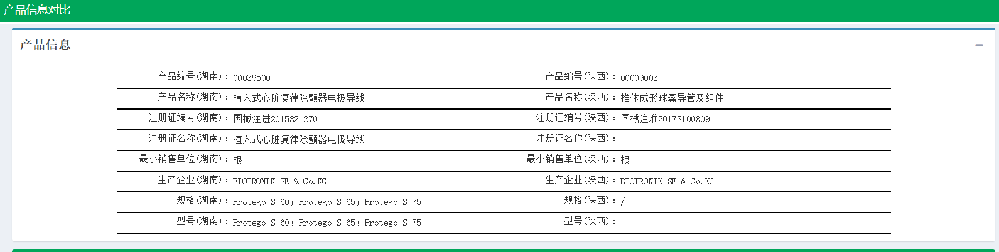 产品信息对比
产品信息
产品编号(湖南)：00039500 产品编号(陕西)：00009003
产品名称(湖南)：植入式心脏复律除颤器电极导线 产品名称(陕西)：椎体成形球囊导管及组件
注册证编号(湖南)：国械注进20153212701 注册证编号(陕西)：国械注准20173100809
注册证名称(湖南)：植入式心脏复律除颤器电极导线 注册证名称(陕西)：
最小销售单位(湖南)：根 最小销售单位(陕西)：根
生产企业(湖南)：BIOTRONIK SE & Co.KG 生产企业(陕西)：BIOTRONIK SE & Co.KG
规格(湖南)：Protego S 60；Protego S 65；Protego S 75 规格(陕西)：/
型号(湖南)：Protego S 60；Protego S 65；Protego S 75 型号(陕西)：